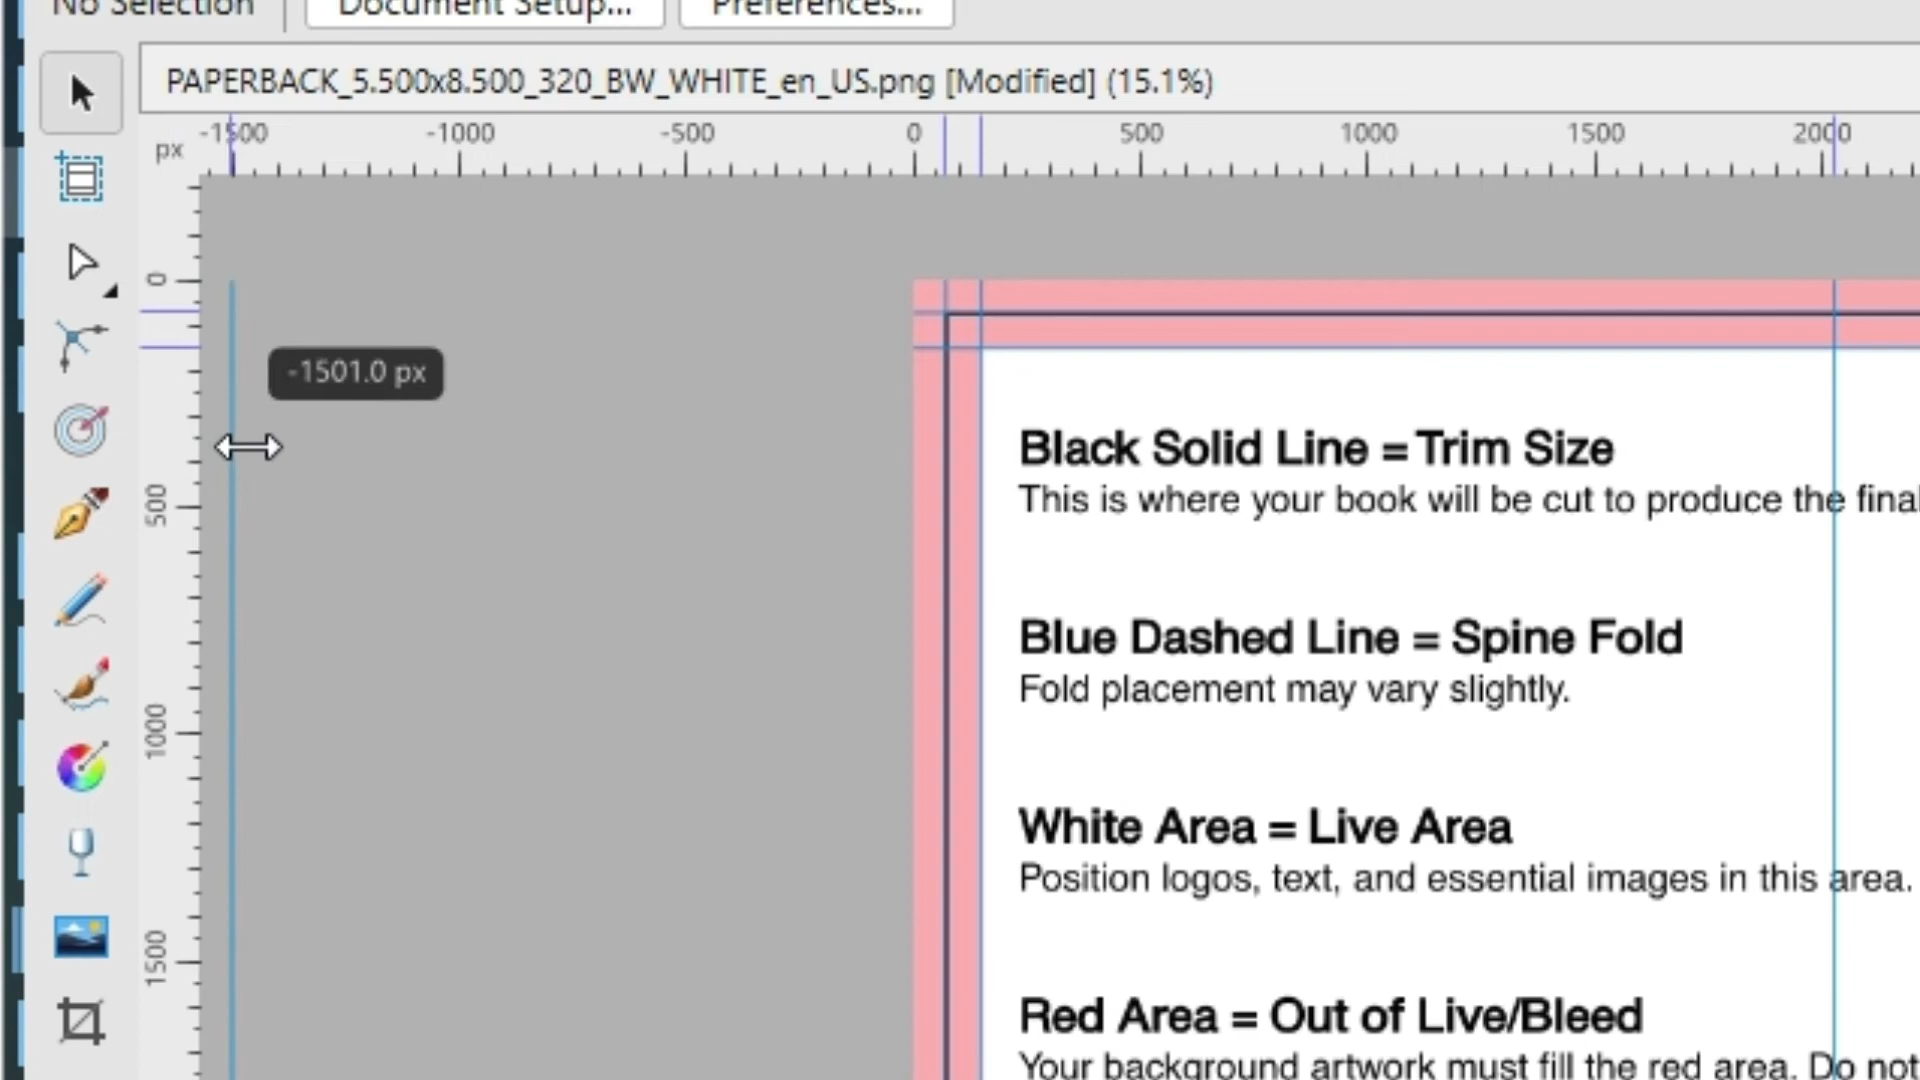 No Selection Document Setup... Preferences...
PAPERBACK_5.500x8.500_320_BW_WHITE_en_US.png [Modified] (15.1%)
px -1500 -1000 -500 0 500 1000 1500 2000
0
-1501.0 px
Black Solid Line = Trim Size
500
This is where your book will be cut to produce the final
Blue Dashed Line = Spine Fold
Fold placement may vary slightly.
1000
White Area = Live Area
Position logos, text, and essential images in this area.
1500
Red Area = Out of Live/Bleed
Your background artwork must fill the red area. Do not